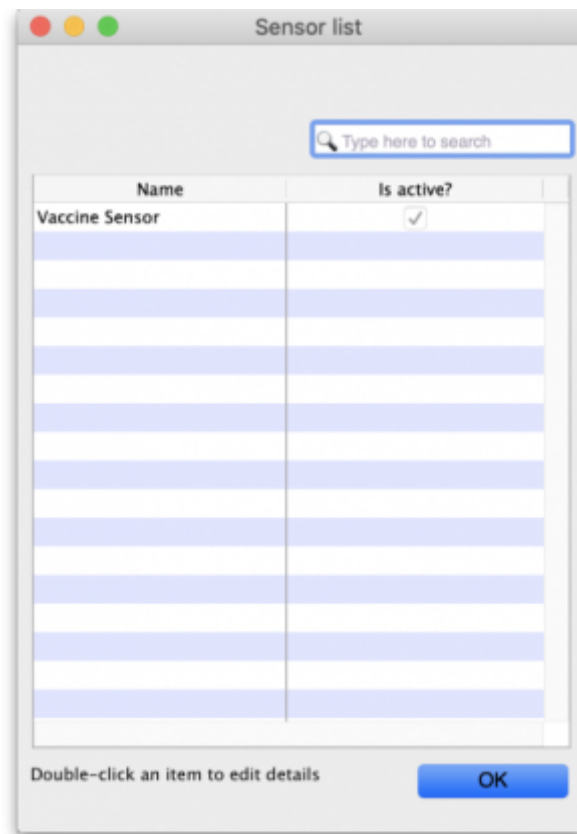 Sensor list
Type here to search
Name Is active?
Vaccine Sensor
Double-click an item to edit details
OK